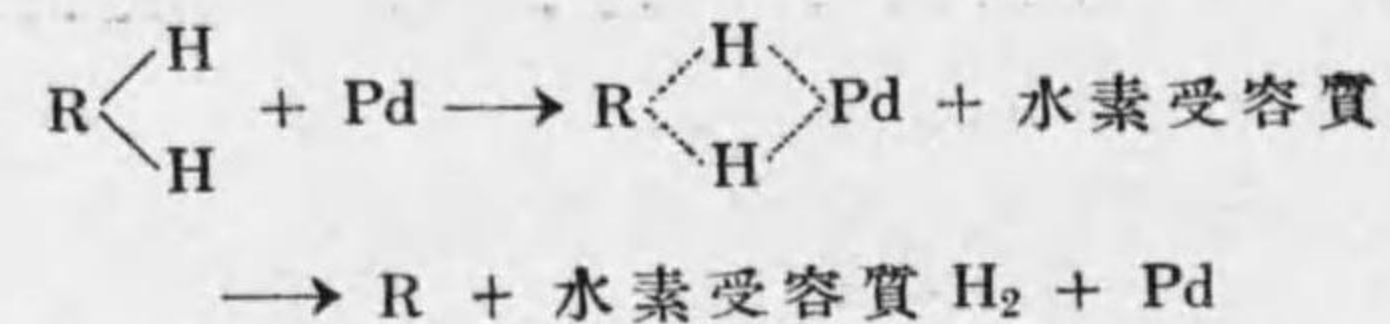 H H
R + Pd ⟶ R Pd + 水素受容質
H H
⟶ R + 水素受容質 H₂ + Pd